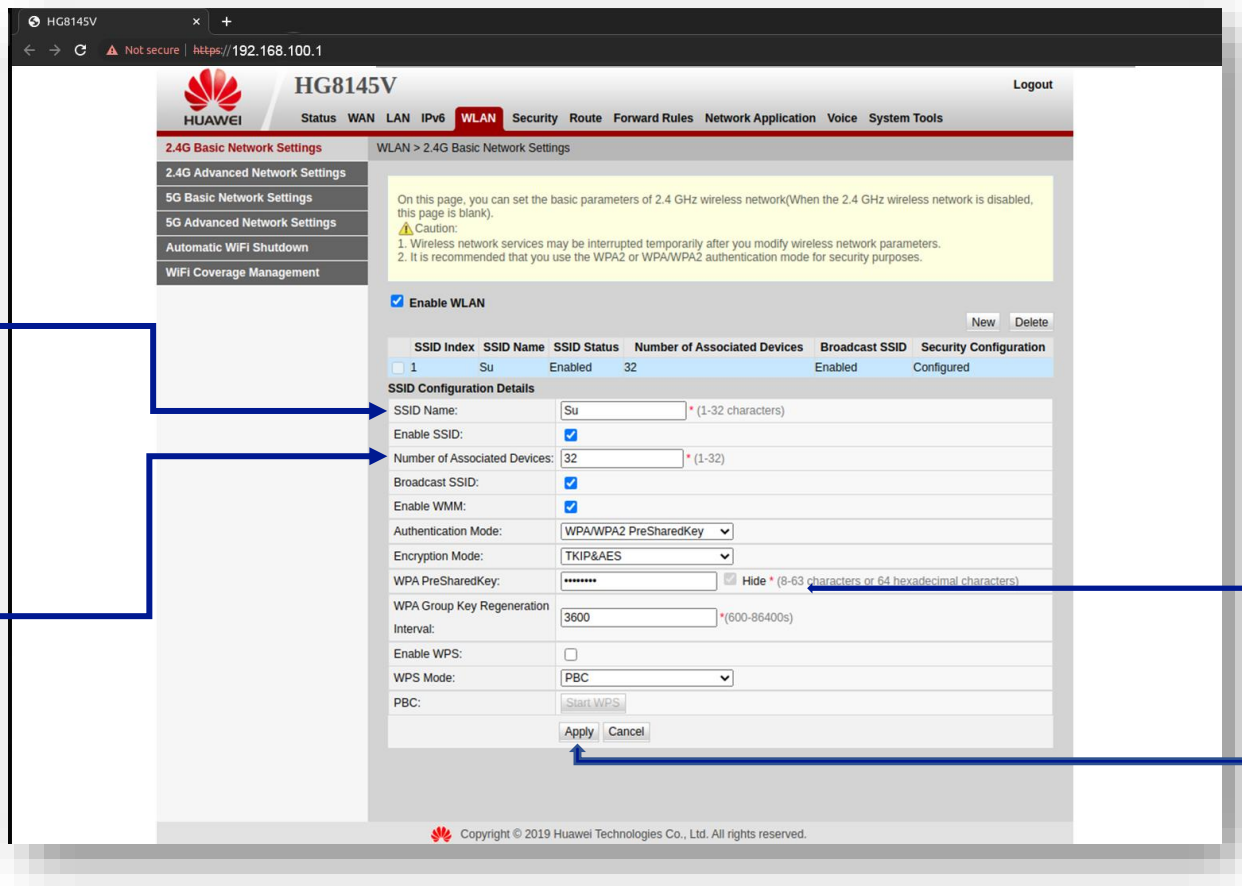 HG8145V
Not secure | https://192.168.100.1
HUAWEI
HG8145V
Logout
Status WAN LAN IPv6 WLAN Security Route Forward Rules Network Application Voice System Tools
2.4G Basic Network Settings
2.4G Advanced Network Settings
5G Basic Network Settings
5G Advanced Network Settings
Automatic WiFi Shutdown
WiFi Coverage Management
WLAN > 2.4G Basic Network Settings
On this page, you can set the basic parameters of 2.4 GHz wireless network(When the 2.4 GHz wireless network is disabled,
this page is blank).
Caution:
1. Wireless network services may be interrupted temporarily after you modify wireless network parameters.
2. It is recommended that you use the WPA2 or WPA/WPA2 authentication mode for security purposes.
Enable WLAN
New Delete
SSID Index SSID Name SSID Status Number of Associated Devices Broadcast SSID Security Configuration
1 Su Enabled 32 Enabled Configured
SSID Configuration Details
SSID Name: Su * (1-32 characters)
Enable SSID:
Number of Associated Devices: 32 * (1-32)
Broadcast SSID:
Enable WMM:
Authentication Mode: WPA/WPA2 PreSharedKey
Encryption Mode: TKIP&AES
WPA PreSharedKey: •••••••• Hide * (8-63 characters or 64 hexadecimal characters)
WPA Group Key Regeneration
Interval: 3600 *(600-86400s)
Enable WPS:
WPS Mode: PBC
PBC: Start WPS
Apply Cancel
Copyright © 2019 Huawei Technologies Co., Ltd. All rights reserved.